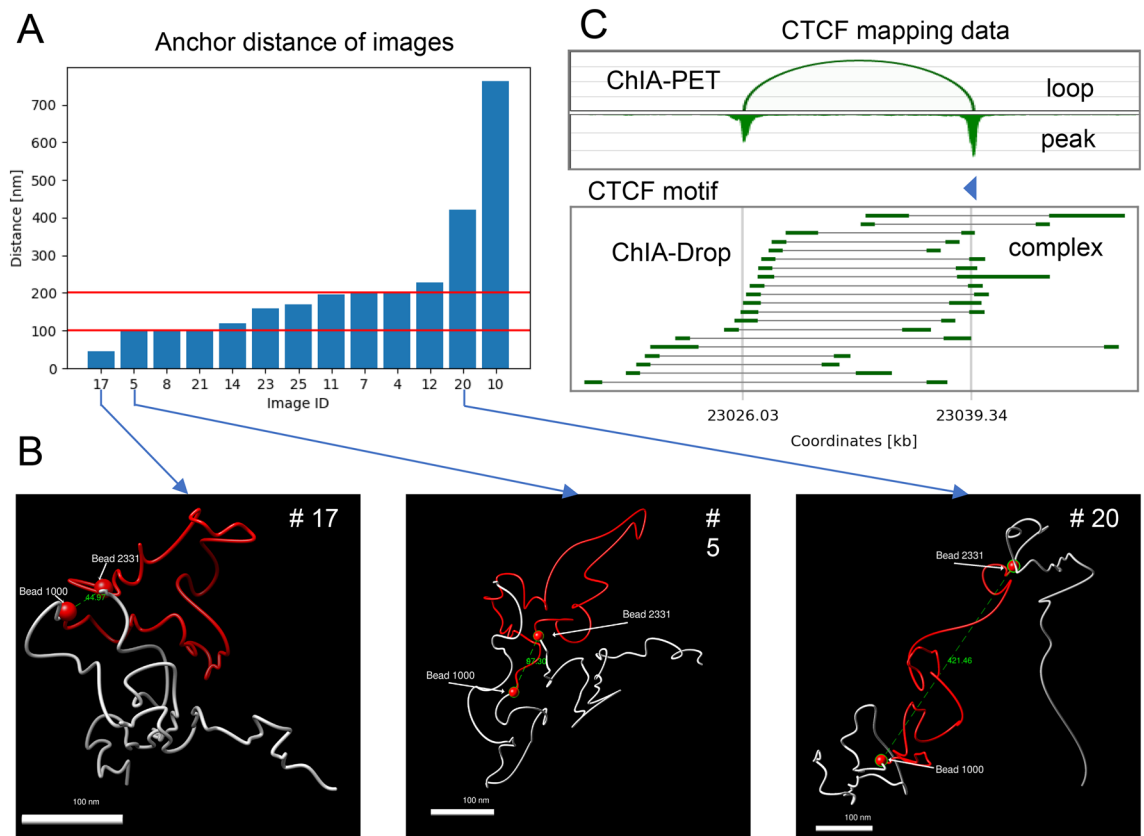 A
Anchor distance of images
Distance [nm]
700
600
500
400
300
200
100
0
17 5 8 21 14 23 25 11 7 4 12 20 10
Image ID
C
CTCF mapping data
ChIA-PET
loop
peak
CTCF motif
ChIA-Drop
complex
23026.03 23039.34
Coordinates [kb]
B
# 17
Bead 2331
Bead 1000
44.97
100 nm
#
5
Bead 2331
97.30
Bead 1000
100 nm
# 20
Bead 2331
421.46
Bead 1000
100 nm